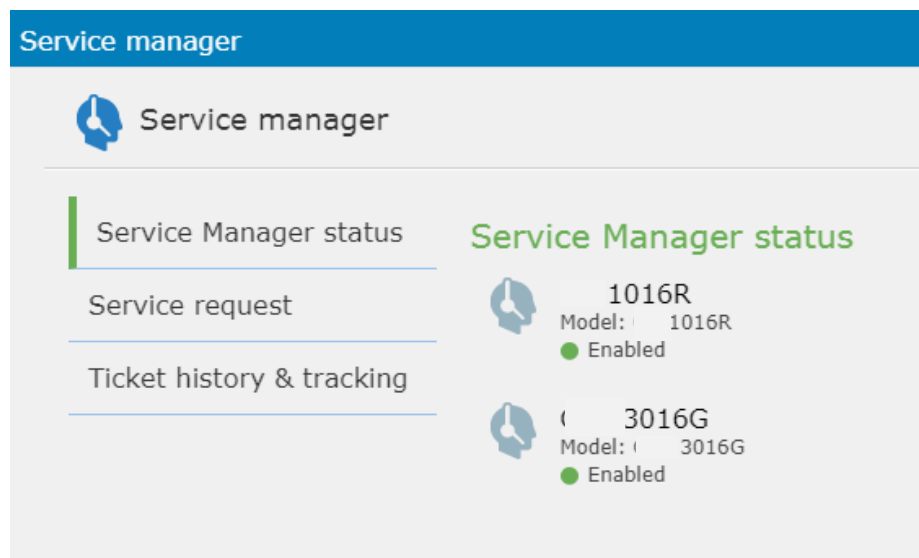 Service manager
Service manager
Service Manager status
Service request
Ticket history & tracking
Service Manager status
1016R
Model: 1016R
Enabled
3016G
Model: 3016G
Enabled